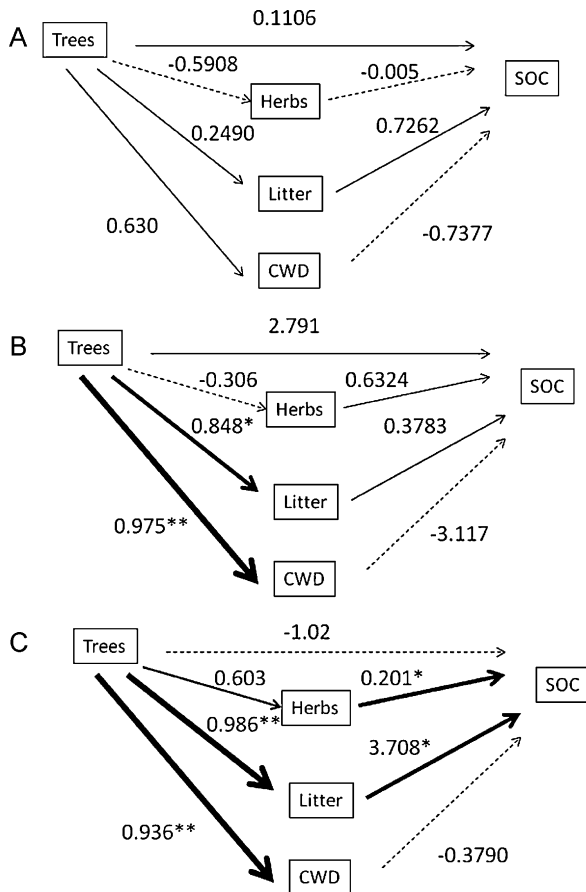 A
Trees
0.1106
SOC
-0.5908
-0.005
Herbs
0.2490
0.7262
Litter
0.630
-0.7377
CWD
B
Trees
2.791
SOC
-0.306
0.6324
Herbs
0.848*
0.3783
Litter
0.975**
-3.117
CWD
C
Trees
-1.02
SOC
0.603
0.201*
Herbs
0.986**
3.708*
Litter
0.936**
-0.3790
CWD